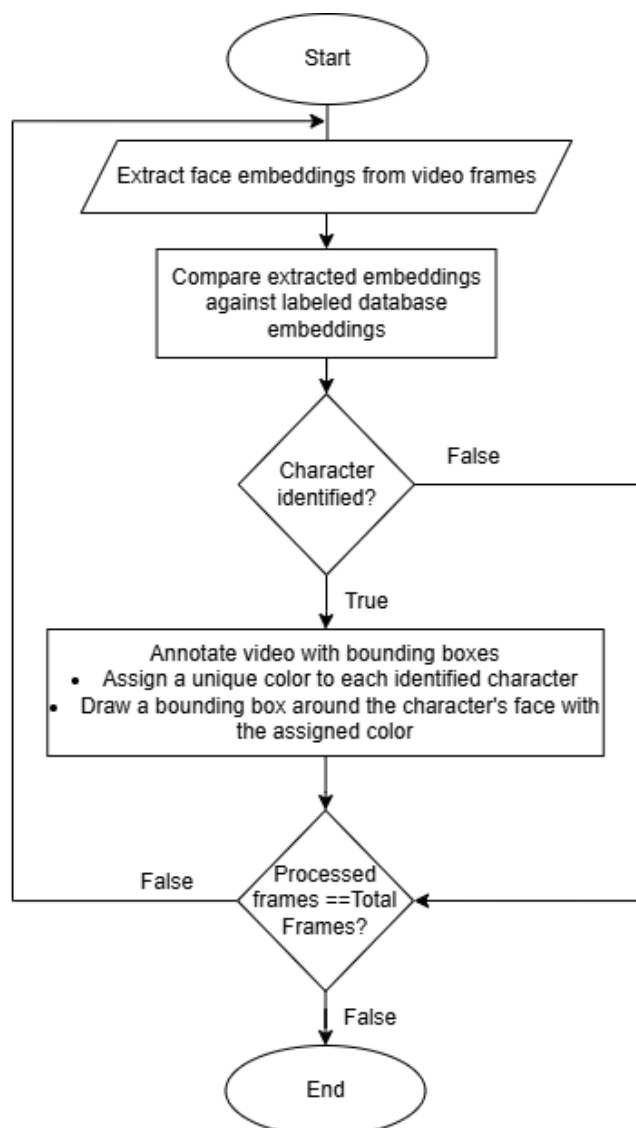 Start
Extract face embeddings from video frames
Compare extracted embeddings
against labeled database
embeddings
Character
identified?
False
True
Annotate video with bounding boxes
• Assign a unique color to each identified character
• Draw a bounding box around the character's face with
the assigned color
Processed
frames ==Total
Frames?
False
False
End